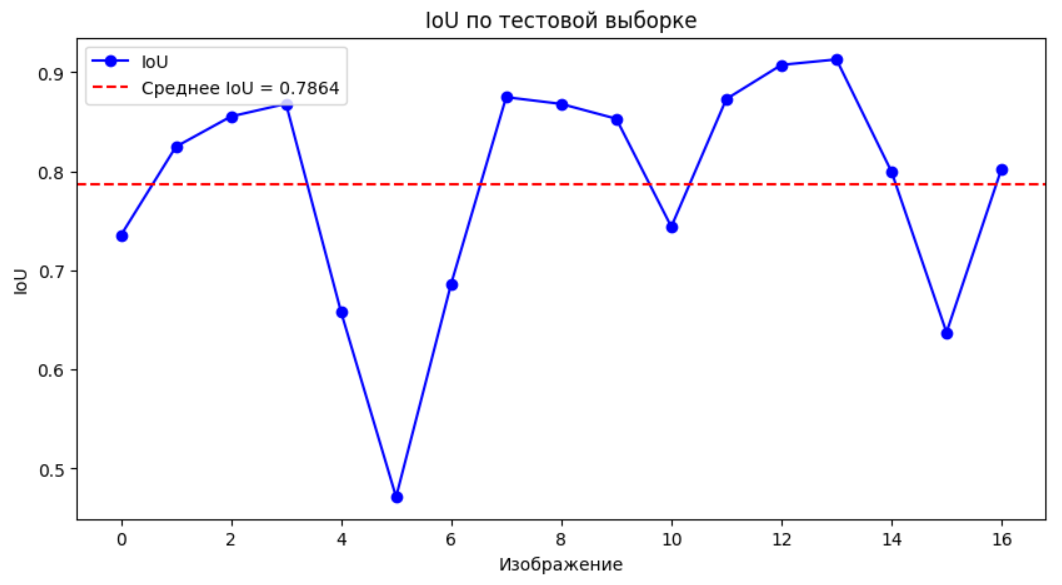 IoU по тестовой выборке
IoU
Среднее IoU = 0.7864
0.9
0.8
0.7
0.6
0.5
IoU
0 2 4 6 8 10 12 14 16
Изображение